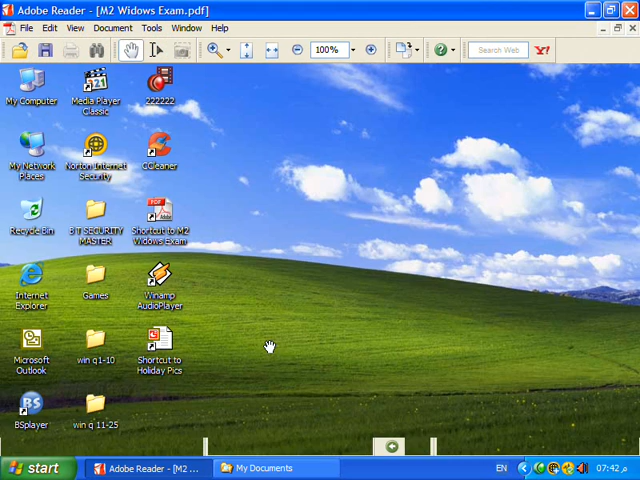 Adobe Reader - [M2 Widows Exam.pdf]
File Edit View Document Tools Window Help
100% Search Web Y!
My Computer
Media Player Classic
222222
My Network Places
Norton Internet Security
CCleaner
Recycle Bin
B IT SECURITY MASTER
Shortcut to M2 Widows Exam
Internet Explorer
Games
Winamp AudioPlayer
Microsoft Outlook
win q1-10
Shortcut to Holiday Pics
BSplayer
win q 11-25
start Adobe Reader - [M2 ... My Documents EN 07:42 م